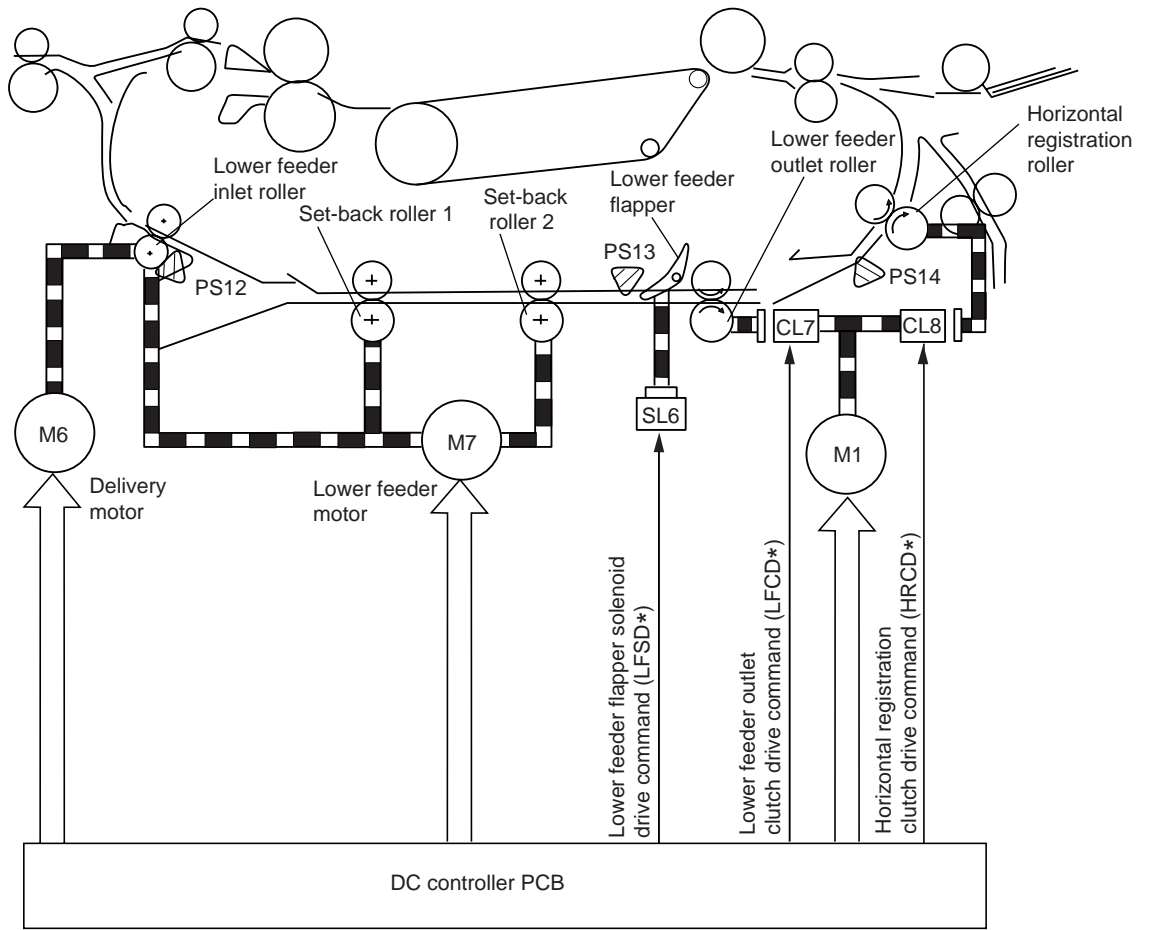 Horizontal
registration
roller
Lower feeder
outlet roller
Lower feeder
inlet roller
Lower feeder
flapper
Set-back
roller 2
Set-back roller 1
PS13
PS12
PS14
CL7
CL8
SL6
M6
M7
M1
Delivery
motor
Lower feeder
motor
Lower feeder flapper solenoid
drive command (LFSD*)
Lower feeder outlet
clutch drive command (LFCD*)
Horizontal registration
clutch drive command (HRCD*)
DC controller PCB